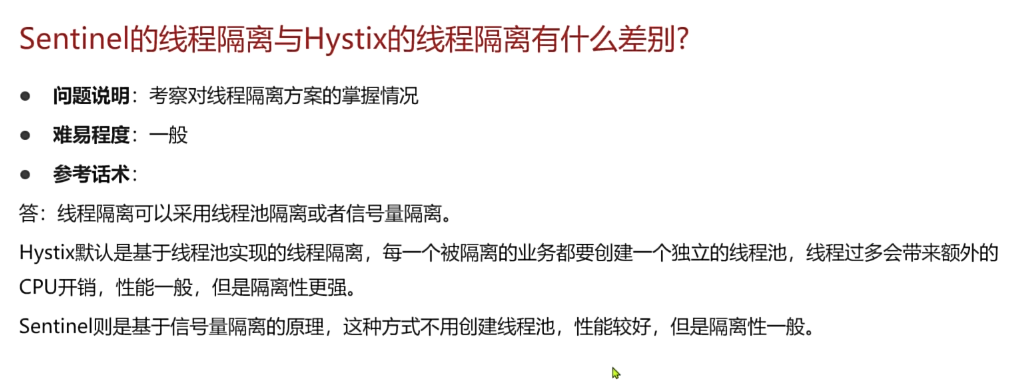 Sentinel的线程隔离与Hystix的线程隔离有什么差别?
● 问题说明：考察对线程隔离方案的掌握情况
● 难易程度：一般
● 参考话术：
答：线程隔离可以采用线程池隔离或者信号量隔离。
Hystix默认是基于线程池实现的线程隔离，每一个被隔离的业务都要创建一个独立的线程池，线程过多会带来额外的
CPU开销，性能一般，但是隔离性更强。
Sentinel则是基于信号量隔离的原理，这种方式不用创建线程池，性能较好，但是隔离性一般。